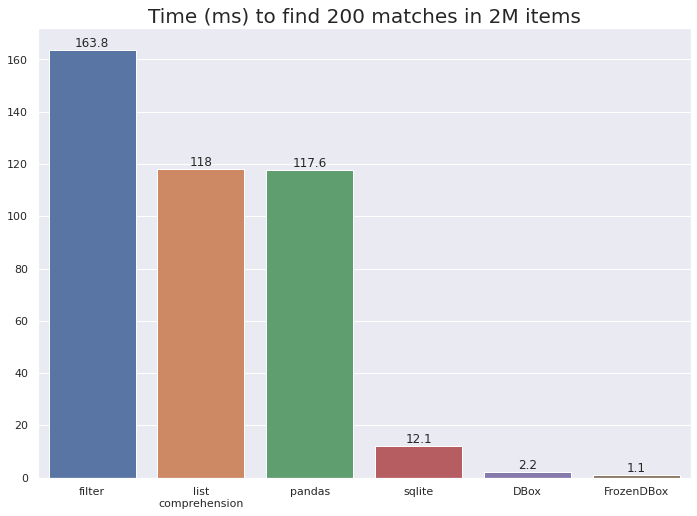 Time (ms) to find 200 matches in 2M items
163.8
118
117.6
12.1
2.2
1.1
160
140
120
100
80
60
40
20
0
filter
list
comprehension
pandas
sqlite
DBox
FrozenDBox